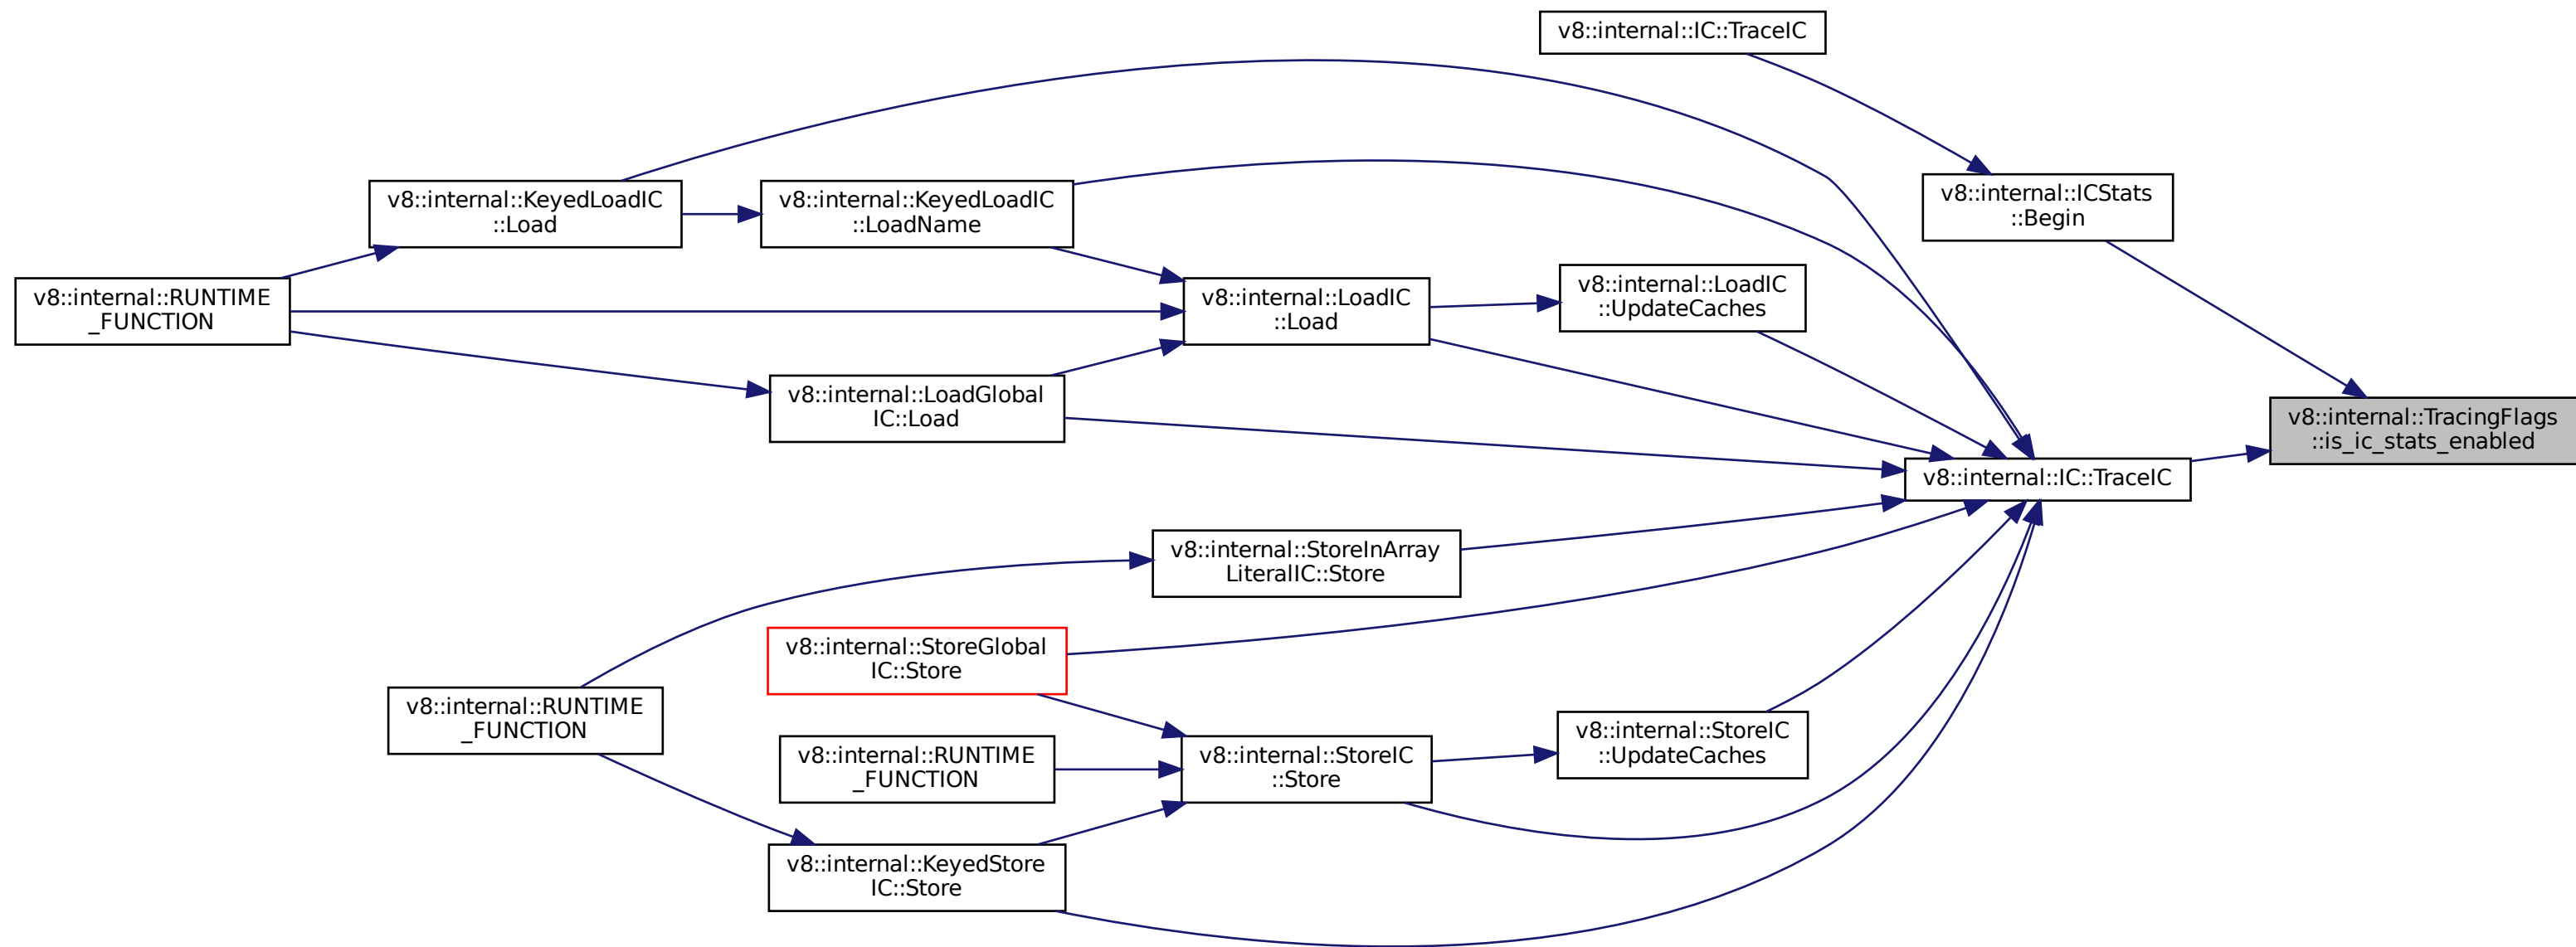 v8::internal::IC::TraceIC
v8::internal::KeyedLoadIC
::Load
v8::internal::KeyedLoadIC
::LoadName
v8::internal::ICStats
::Begin
v8::internal::RUNTIME
_FUNCTION
v8::internal::LoadIC
::Load
v8::internal::LoadIC
::UpdateCaches
v8::internal::LoadGlobal
IC::Load
v8::internal::TracingFlags
::is_ic_stats_enabled
v8::internal::IC::TraceIC
v8::internal::StoreInArray
LiteralIC::Store
v8::internal::StoreGlobal
IC::Store
v8::internal::RUNTIME
_FUNCTION
v8::internal::RUNTIME
_FUNCTION
v8::internal::StoreIC
::Store
v8::internal::StoreIC
::UpdateCaches
v8::internal::KeyedStore
IC::Store